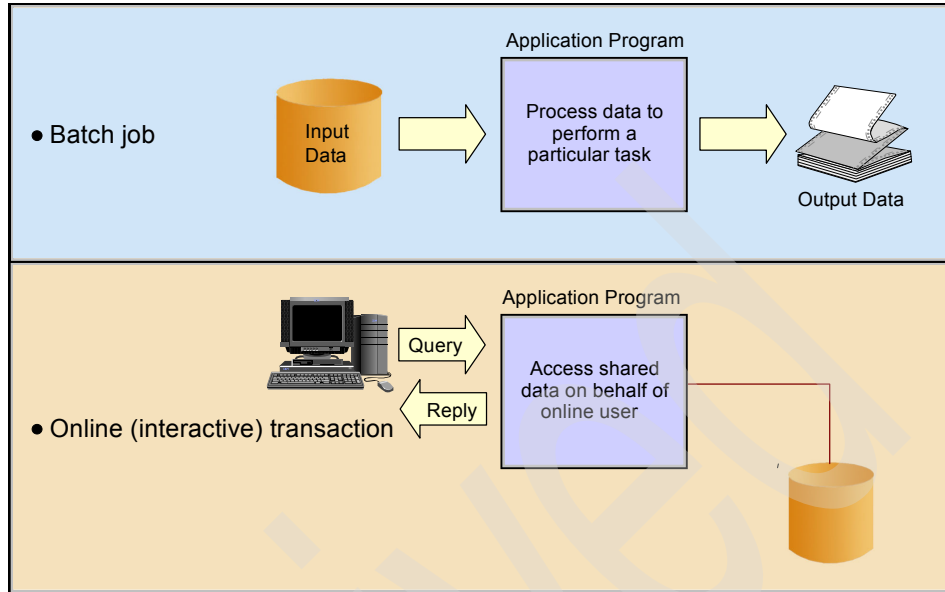 Application Program
Input
Data
Process data to
perform a
particular task
● Batch job
Output Data
Application Program
Query
Reply
Access shared
data on behalf of
online user
● Online (interactive) transaction